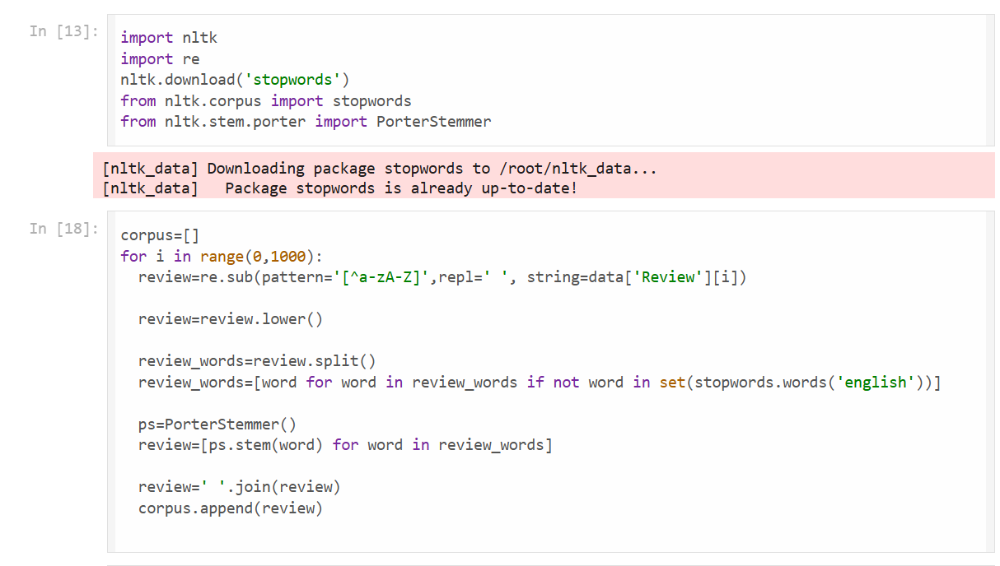 In [13]:
import nltk
import re
nltk.download('stopwords')
from nltk.corpus import stopwords
from nltk.stem.porter import PorterStemmer
[nltk_data] Downloading package stopwords to /root/nltk_data...
[nltk_data]   Package stopwords is already up-to-date!
In [18]:
corpus=[]
for i in range(0,1000):
  review=re.sub(pattern='[^a-zA-Z]',repl=' ', string=data['Review'][i])
  review=review.lower()
  review_words=review.split()
  review_words=[word for word in review_words if not word in set(stopwords.words('english'))]
  ps=PorterStemmer()
  review=[ps.stem(word) for word in review_words]
  review=' '.join(review)
  corpus.append(review)